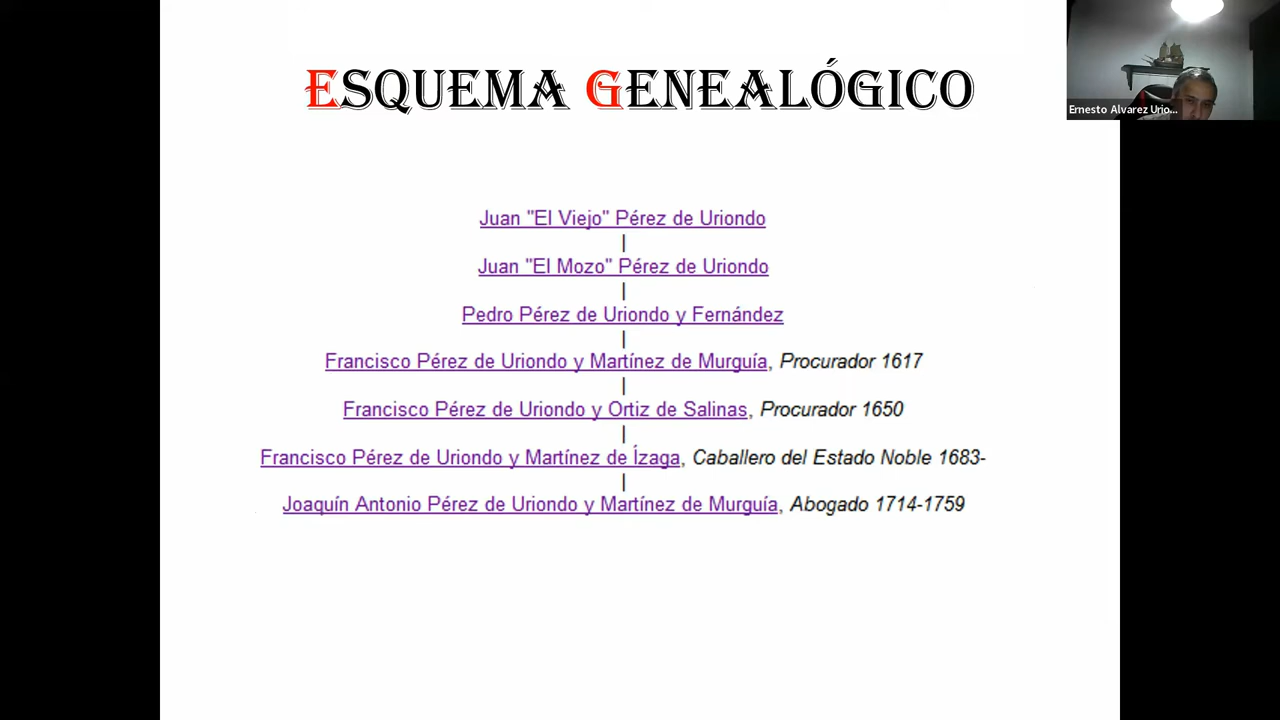 ESQUEMA GENEALÓGICO
Ernesto Alvarez Urio...
Juan "El Viejo" Pérez de Uriondo
|
Juan "El Mozo" Pérez de Uriondo
|
Pedro Pérez de Uriondo y Fernández
|
Francisco Pérez de Uriondo y Martínez de Murguía, Procurador 1617
|
Francisco Pérez de Uriondo y Ortiz de Salinas, Procurador 1650
|
Francisco Pérez de Uriondo y Martínez de Ízaga, Caballero del Estado Noble 1683-
|
Joaquín Antonio Pérez de Uriondo y Martínez de Murguía, Abogado 1714-1759